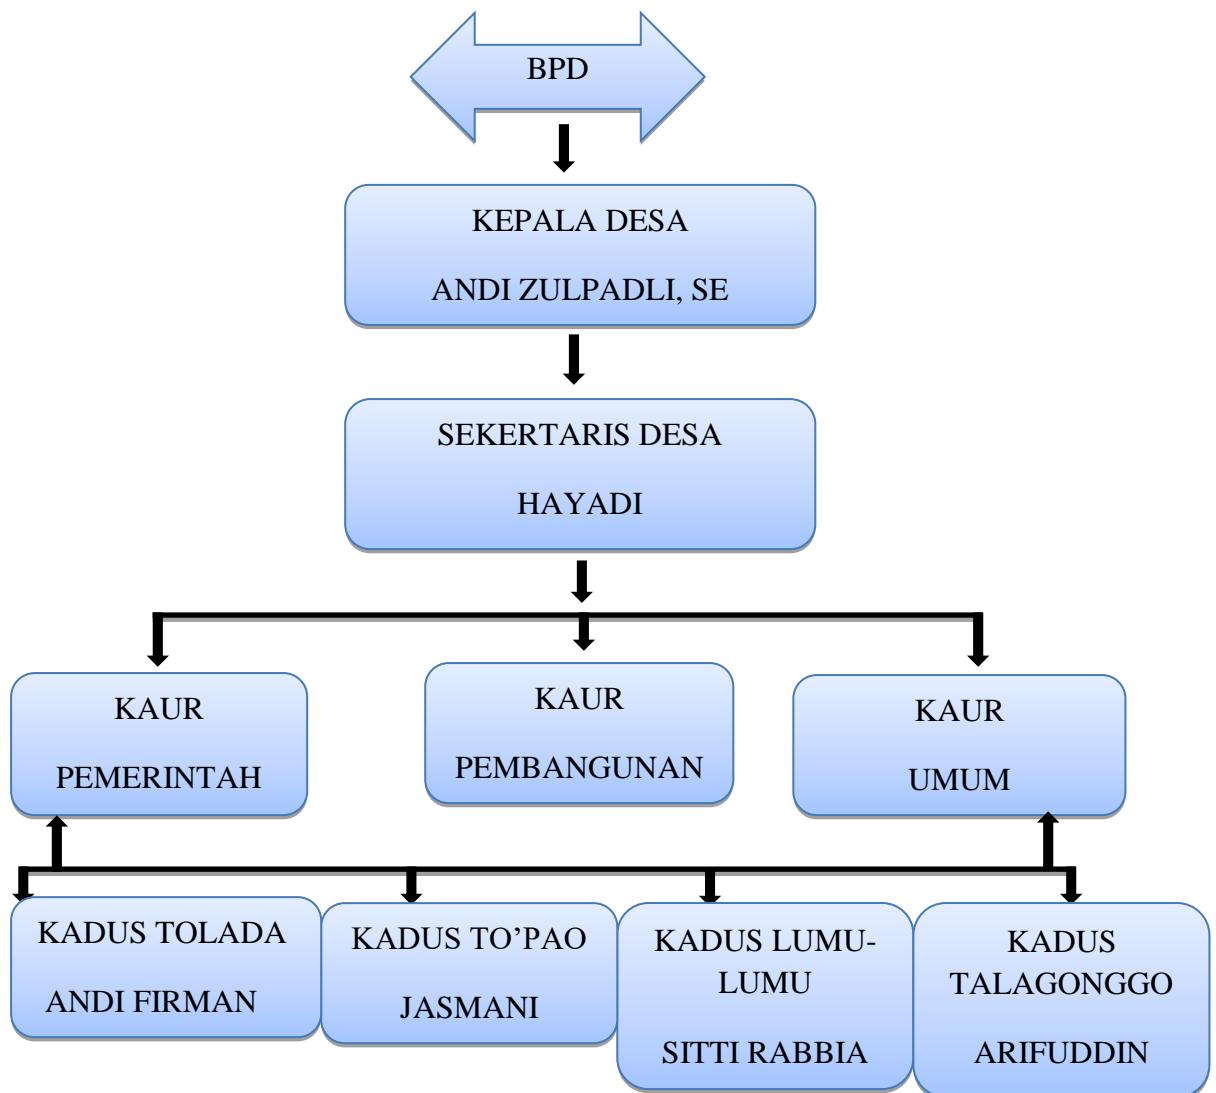 BPD
KEPALA DESA
ANDI ZULPADLI, SE
SEKERTARIS DESA
HAYADI
KAUR
PEMERINTAH
KAUR
PEMBANGUNAN
KAUR
UMUM
KADUS TOLADA
ANDI FIRMAN
KADUS TO’PAO
JASMANI
KADUS LUMU-
LUMU
SITTI RABBIA
KADUS
TALAGONGGO
ARIFUDDIN